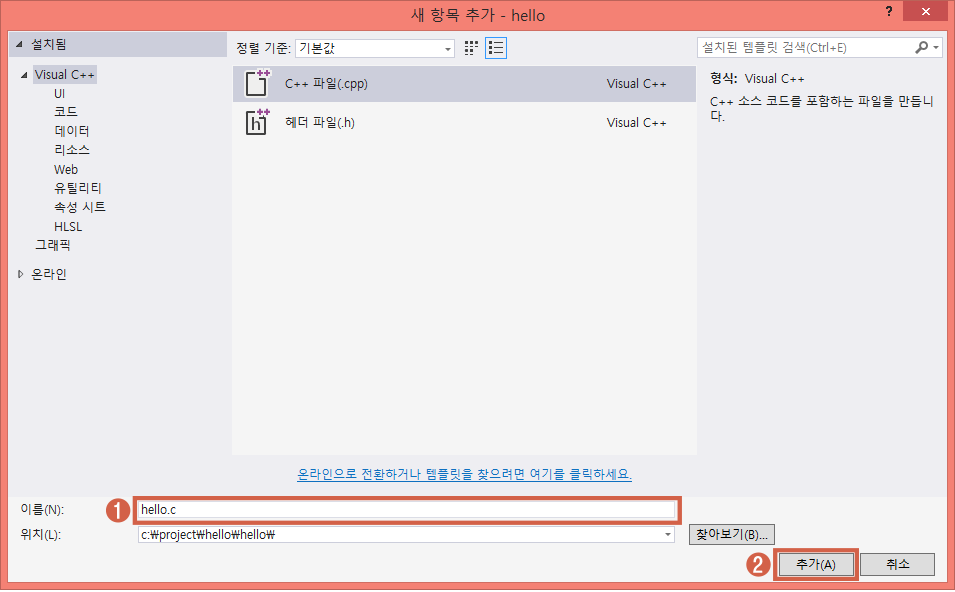 새 항목 추가 - hello
?
설치됨
Visual C++
UI
코드
데이터
리소스
Web
유틸리티
속성 시트
HLSL
그래픽
온라인
정렬 기준: 기본값
C++ 파일(.cpp) Visual C++
헤더 파일(.h) Visual C++
온라인으로 전환하거나 템플릿을 찾으려면 여기를 클릭하세요.
설치된 템플릿 검색(Ctrl+E)
형식: Visual C++
C++ 소스 코드를 포함하는 파일을 만듭니
다.
이름(N): 1 hello.c
위치(L): c:₩project₩hello₩hello₩ 찾아보기(B)...
2 추가(A) 취소